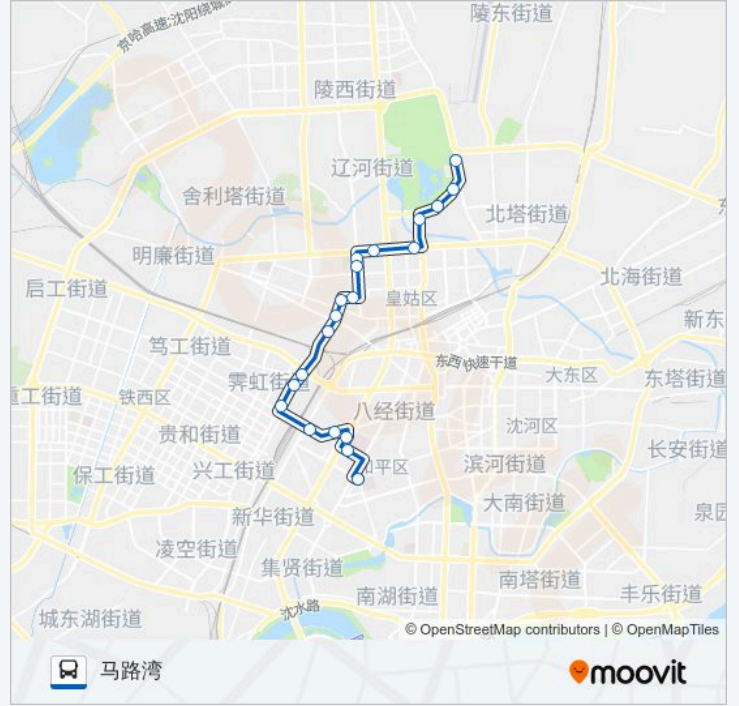 陵东街道
京哈高速;沈阳绕城高
陵西街道
辽河街道
舍利塔街道
北塔街道
明廉街道
后工街道
北海街道
皇姑区
新东
笃工街道
东西快速干道
霁虹街道
大东区
东塔街道
重工街道
铁西区
八经街道
沈河区
贵和街道
长安街道
保工街道
兴工街道
和平区
滨河街道
大南街道
泉园
新华街道
凌空街道
集贤街道
南塔街道
南湖街道
丰乐街道
沈水路
城东湖街道
© OpenStreetMap contributors | © OpenMapTiles
马路湾
moovit